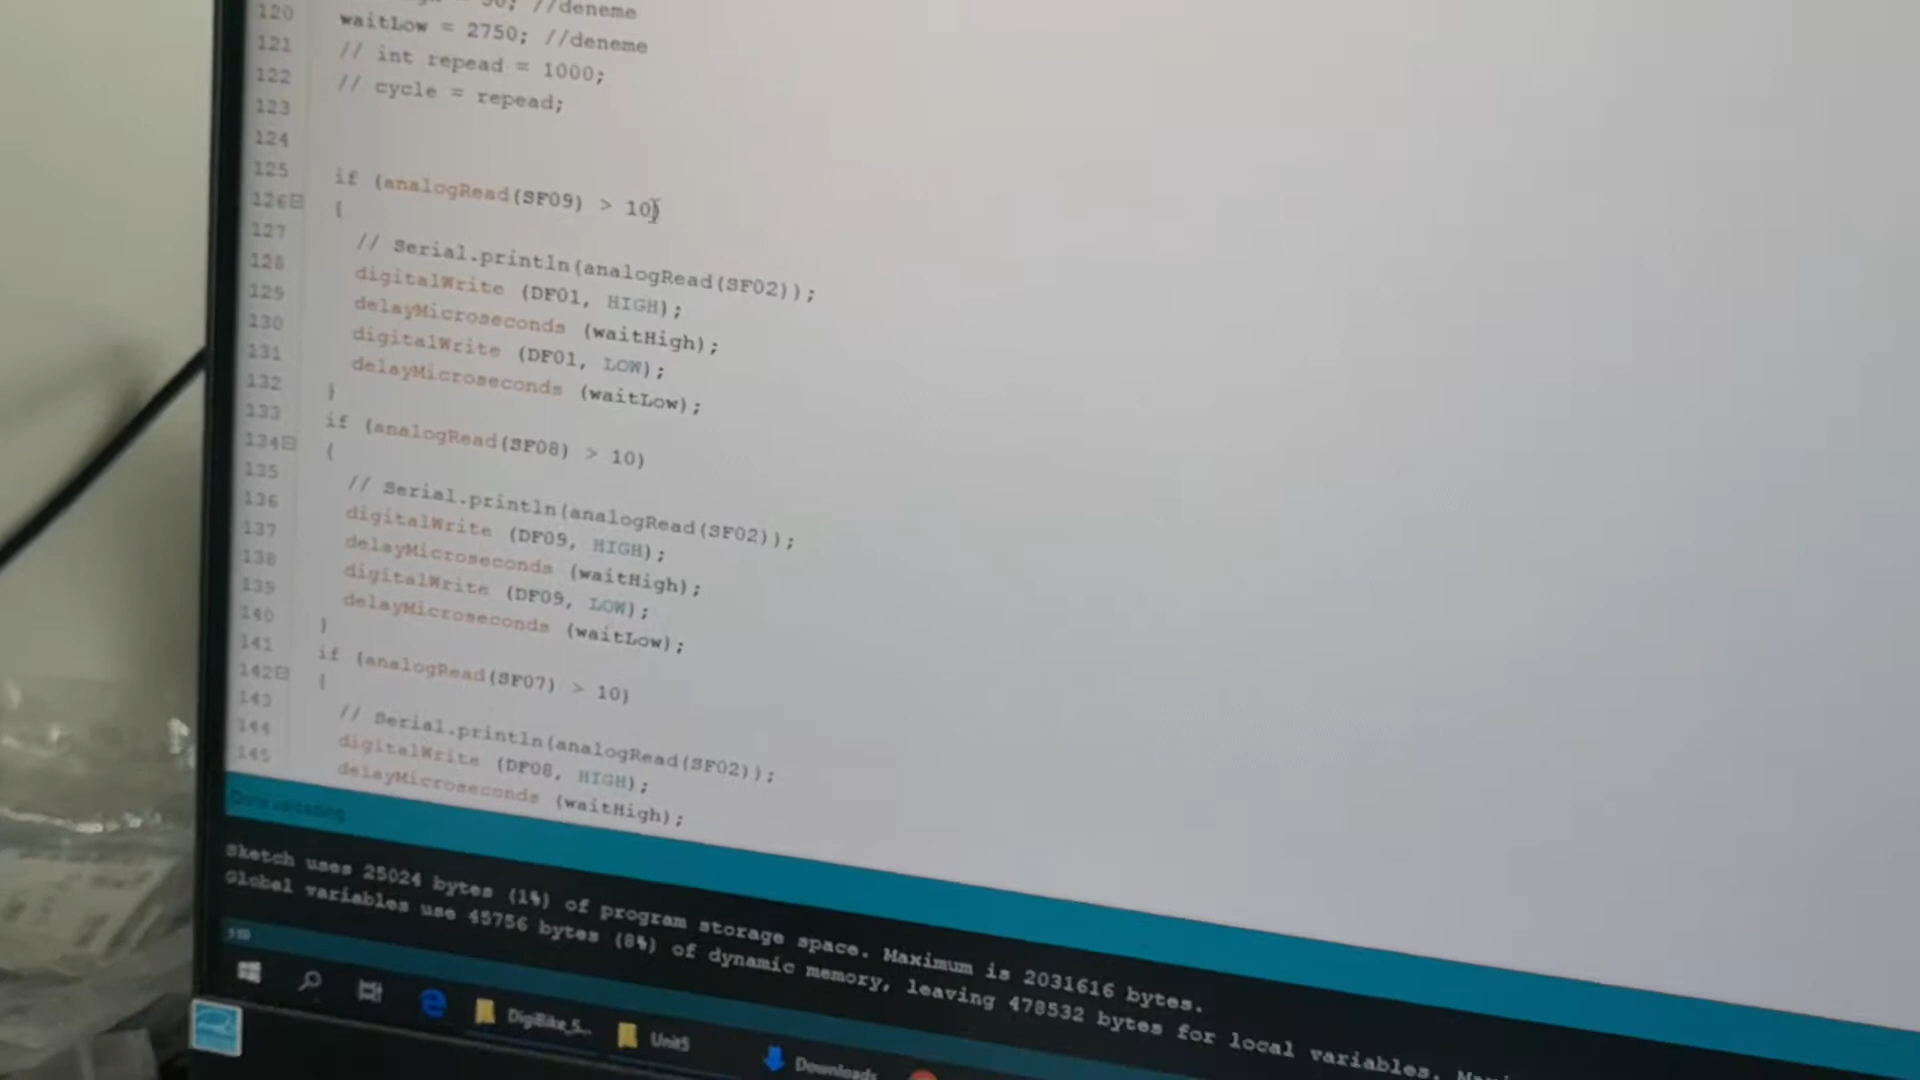 120 50; //deneme
121 waitLow = 2750; //deneme
122 // int repead = 1000;
123 // cycle = repead;
124
125 if (analogRead(SF09) > 10)
126 {
127 // Serial.println(analogRead(SF02));
128 digitalWrite (DF01, HIGH);
129 delayMicroseconds (waitHigh);
130 digitalWrite (DF01, LOW);
131 delayMicroseconds (waitLow);
132 }
133 if (analogRead(SF08) > 10)
134 {
135 // Serial.println(analogRead(SF02));
136 digitalWrite (DF09, HIGH);
137 delayMicroseconds (waitHigh);
138 digitalWrite (DF09, LOW);
139 delayMicroseconds (waitLow);
140 }
141 if (analogRead(SF07) > 10)
142 {
143 // Serial.println(analogRead(SF02));
144 digitalWrite (DF08, HIGH);
145 delayMicroseconds (waitHigh);
Done uploading
Sketch uses 25024 bytes (1%) of program storage space. Maximum is 2031616 bytes.
Global variables use 45756 bytes (8%) of dynamic memory, leaving 478532 bytes for local variables.
DigiBike_S... Unit5 Downloads